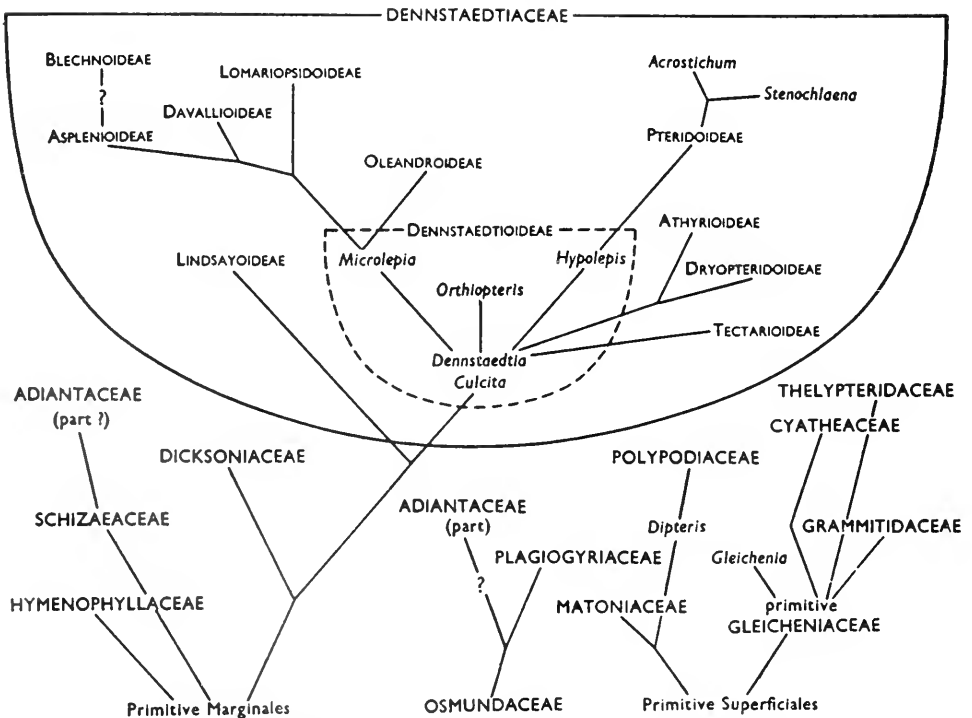 DENNSTAEDTIACEAE
BLECHNOIDEAE
?
ASPLENIOIDEAE
DAVALLIOIDEAE
LOMARIOPSIDOIDEAE
OLEANDROIDEAE
Acrostichum
Stenochlaena
PTERIDOIDEAE
ATHYRIOIDEAE
DRYOPTERIDOIDEAE
TECTARIOIDEAE
LINDSAYOIDEAE
DENNSTAEDTIOIDEAE
Microlepia
Hypolepis
Orthiopteris
Dennstaedtia
Culcita
ADIANTACEAE
(part ?)
DICKSONIACEAE
SCHIZAEACEAE
HYMENOPHYLLACEAE
Primitive Marginales
ADIANTACEAE
(part)
?
PLAGIOGYRIACEAE
OSMUNDACEAE
POLYPODIACEAE
Dipteris
MATONIACEAE
THELYPTERIDACEAE
CYATHEACEAE
GRAMMITIDACEAE
Gleichenia
primitive
GLEICHENIACEAE
Primitive Superficiales